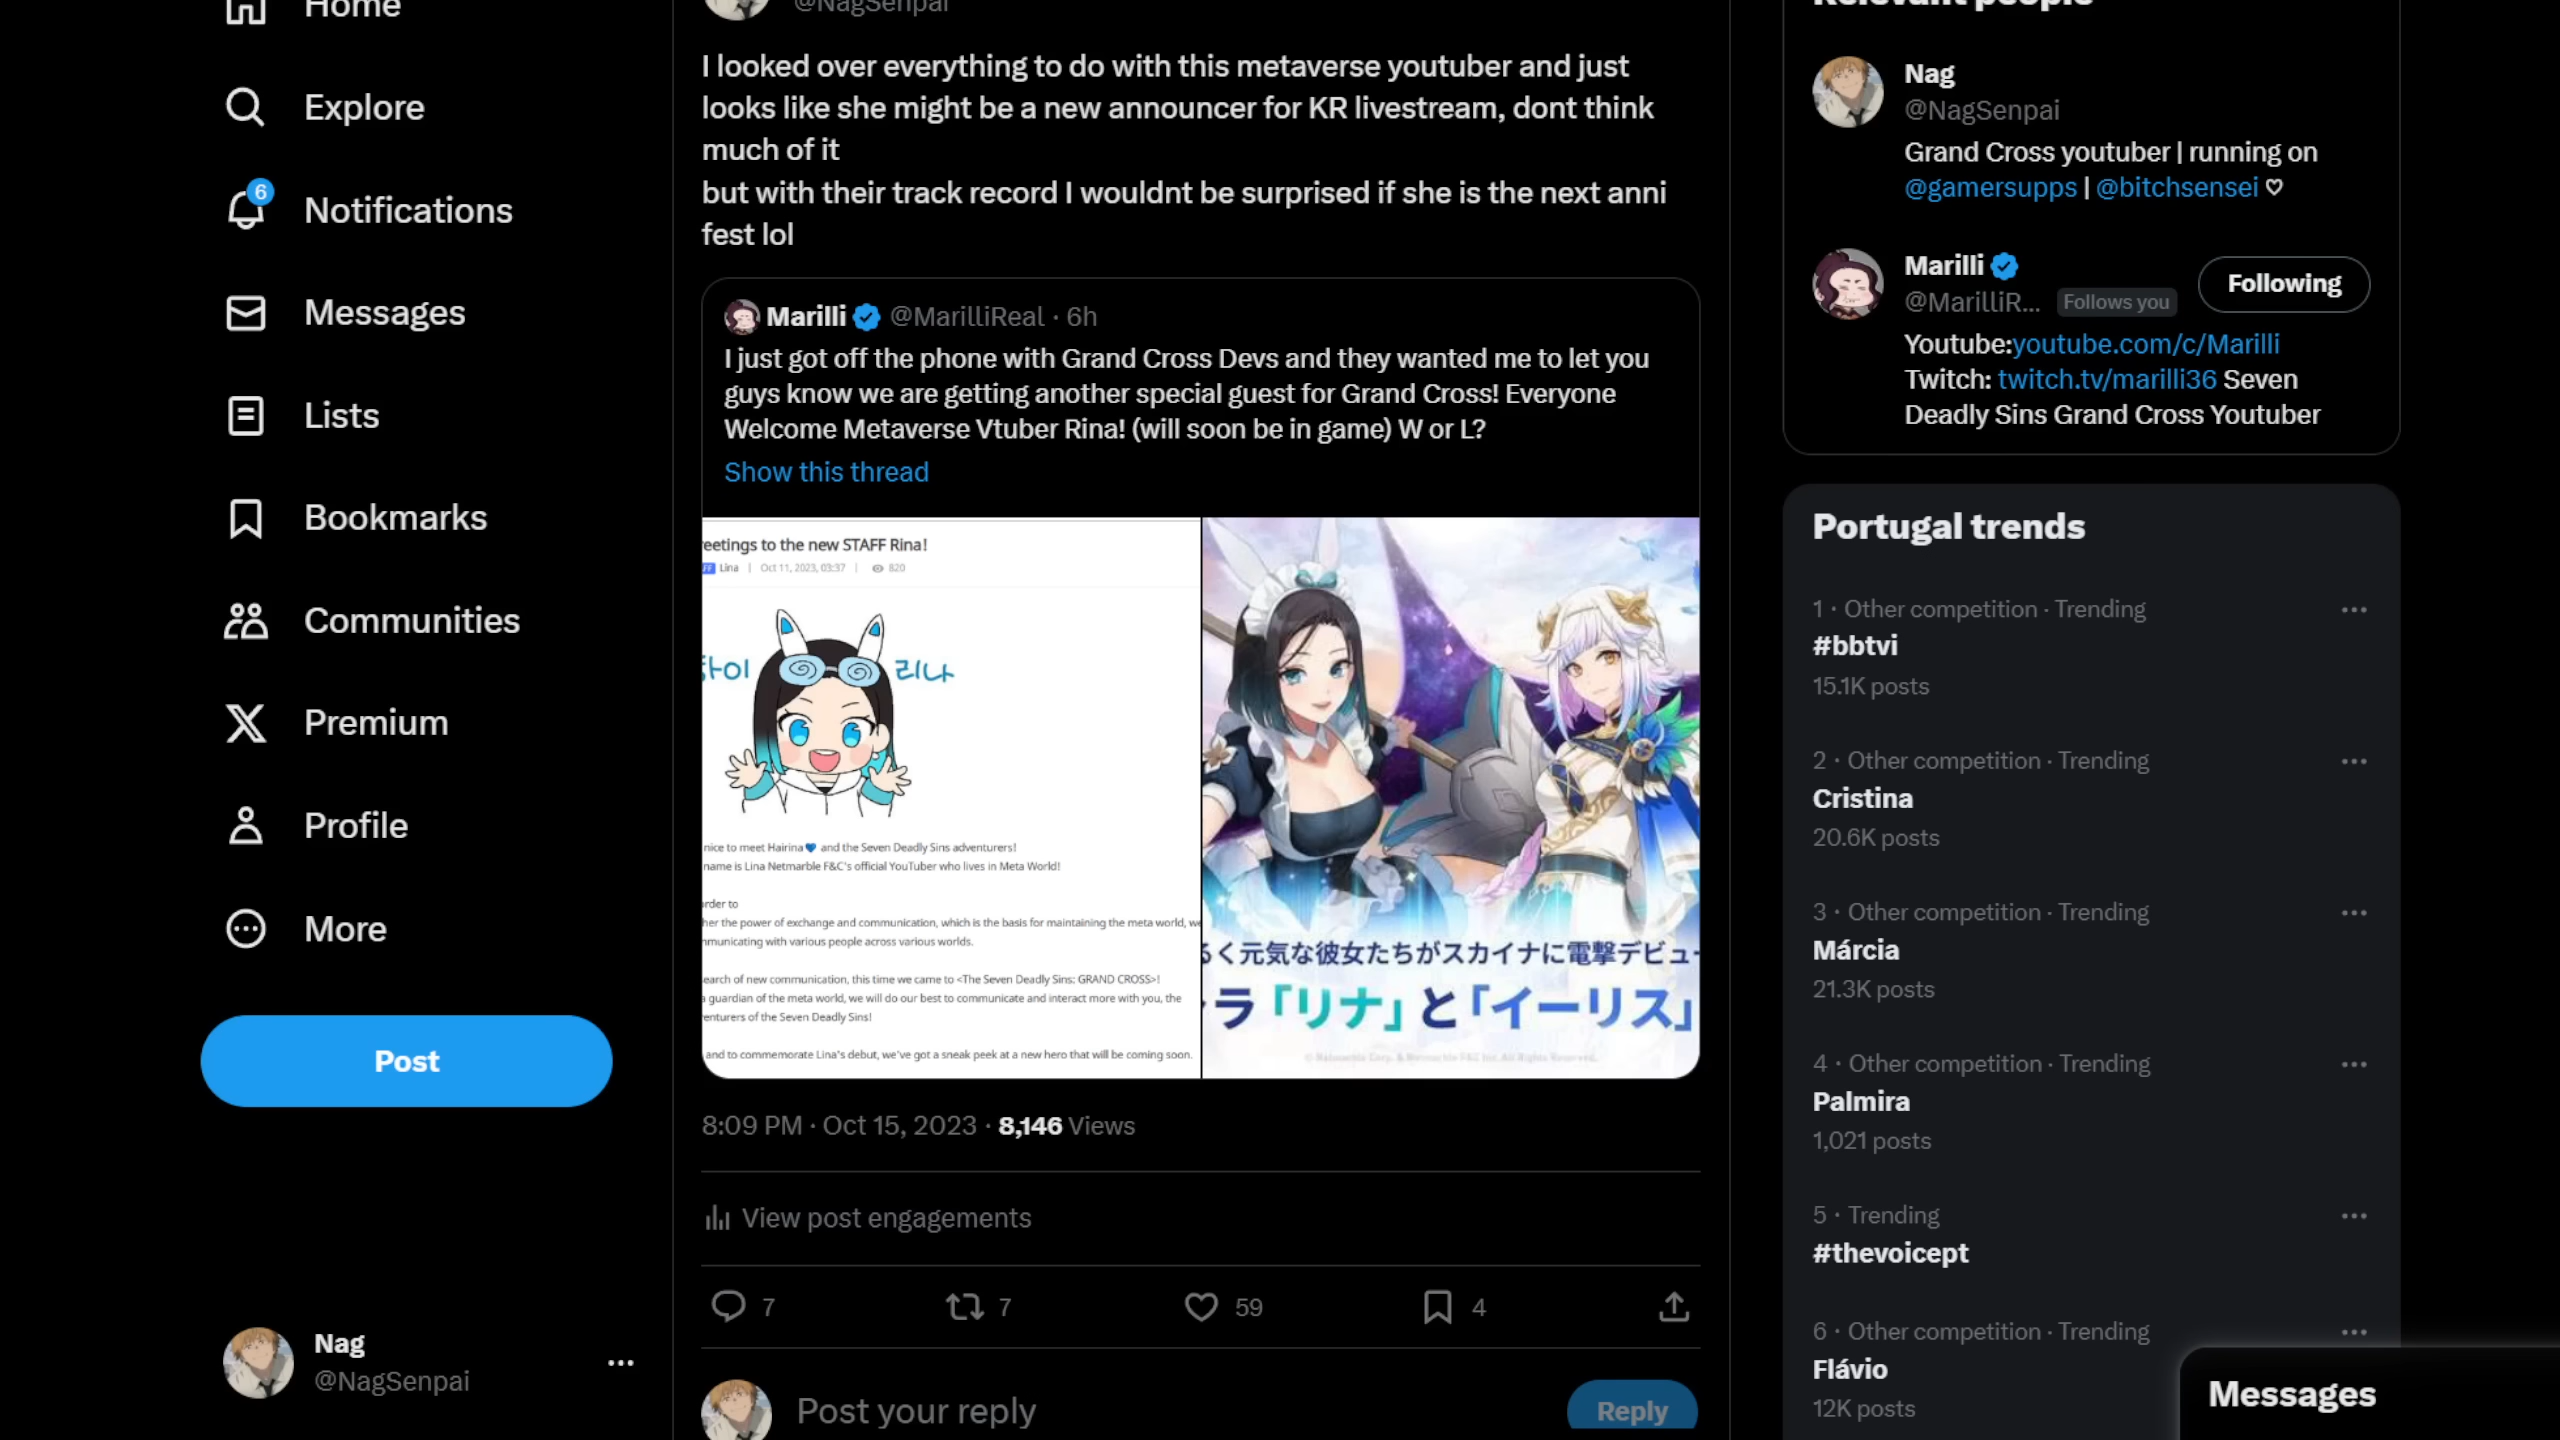 Home
Explore
6
Notifications
Messages
Lists
Bookmarks
Communities
Premium
Profile
More
Post
Nag
@NagSenpai
@NagSenpai
I looked over everything to do with this metaverse youtuber and just
looks like she might be a new announcer for KR livestream, dont think
much of it
but with their track record I wouldnt be surprised if she is the next anni
fest lol
Marilli @MarilliReal · 6h
I just got off the phone with Grand Cross Devs and they wanted me to let you
guys know we are getting another special guest for Grand Cross! Everyone
Welcome Metaverse Vtuber Rina! (will soon be in game) W or L?
Show this thread
eetings to the new STAFF Rina!
FF Lina | Oct 11, 2023, 03:37 | 820
하이 리나
nice to meet Hairina💙 and the Seven Deadly Sins adventurers!
name is Lina Netmarble F&C's official YouTuber who lives in Meta World!
rder to
her the power of exchange and communication, which is the basis for maintaining the meta world, we
mmunicating with various people across various worlds.
earch of new communication, this time we came to <The Seven Deadly Sins: GRAND CROSS>!
a guardian of the meta world, we will do our best to communicate and interact more with you, the
enturers of the Seven Deadly Sins!
and to commemorate Lina's debut, we've got a sneak peek at a new hero that will be coming soon.
るく元気な彼女たちがスカイナに電撃デビュー
ラ「リナ」と「イーリス」
© Netmarble Corp. & Netmarble F&C Inc. All Rights Reserved.
8:09 PM · Oct 15, 2023 · 8,146 Views
View post engagements
7 7 59 4
Post your reply
Reply
Relevant people
Nag
@NagSenpai
Grand Cross youtuber | running on
@gamersupps | @bitchsensei ♡
Marilli
@MarilliR... Follows you
Following
Youtube:youtube.com/c/Marilli
Twitch: twitch.tv/marilli36 Seven
Deadly Sins Grand Cross Youtuber
Portugal trends
1 · Other competition · Trending
#bbtvi
15.1K posts
2 · Other competition · Trending
Cristina
20.6K posts
3 · Other competition · Trending
Márcia
21.3K posts
4 · Other competition · Trending
Palmira
1,021 posts
5 · Trending
#thevoicept
6 · Other competition · Trending
Flávio
12K posts
Messages